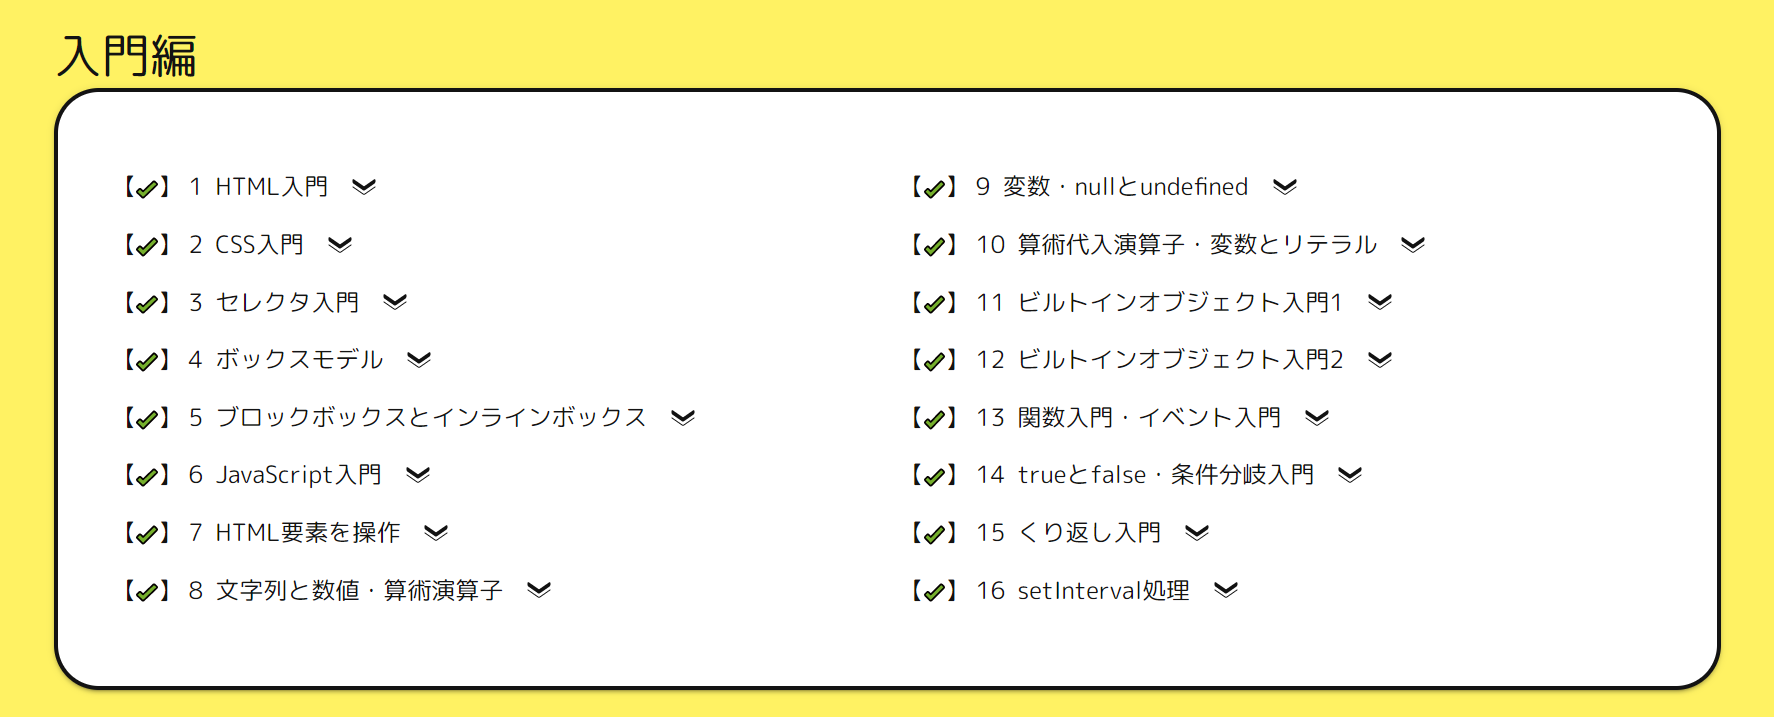 入門編
【✔】 1 HTML入門
【✔】 2 CSS入門
【✔】 3 セレクタ入門
【✔】 4 ボックスモデル
【✔】 5 ブロックボックスとインラインボックス
【✔】 6 JavaScript入門
【✔】 7 HTML要素を操作
【✔】 8 文字列と数値・算術演算子
【✔】 9 変数・nullとundefined
【✔】 10 算術代入演算子・変数とリテラル
【✔】 11 ビルトインオブジェクト入門1
【✔】 12 ビルトインオブジェクト入門2
【✔】 13 関数入門・イベント入門
【✔】 14 trueとfalse・条件分岐入門
【✔】 15 くり返し入門
【✔】 16 setInterval処理